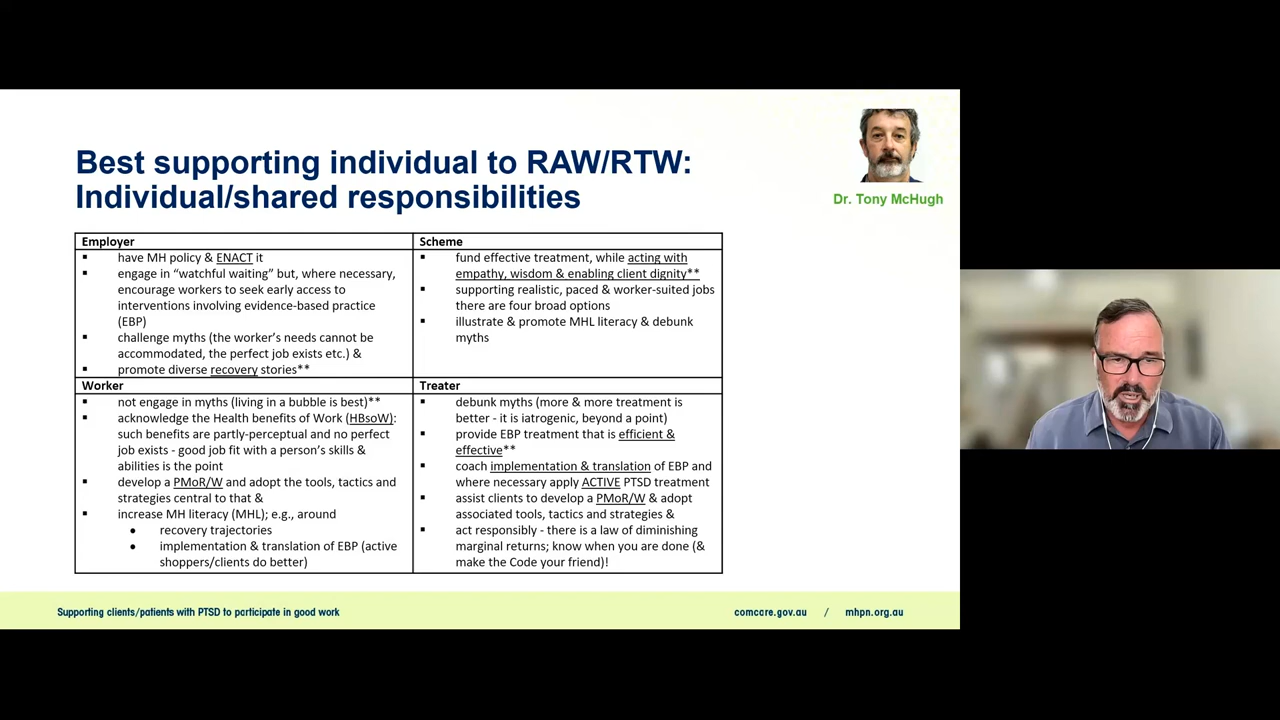 Best supporting individual to RAW/RTW:
Individual/shared responsibilities
Dr. Tony McHugh
Employer
▪ have MH policy & ENACT it
▪ engage in “watchful waiting” but, where necessary,
encourage workers to seek early access to
interventions involving evidence-based practice
(EBP)
▪ challenge myths (the worker’s needs cannot be
accommodated, the perfect job exists etc.) &
▪ promote diverse recovery stories**
Scheme
▪ fund effective treatment, while acting with
empathy, wisdom & enabling client dignity**
▪ supporting realistic, paced & worker-suited jobs
there are four broad options
▪ illustrate & promote MHL literacy & debunk
myths
Worker
▪ not engage in myths (living in a bubble is best)**
▪ acknowledge the Health benefits of Work (HBsoW):
such benefits are partly-perceptual and no perfect
job exists - good job fit with a person’s skills &
abilities is the point
▪ develop a PMoR/W and adopt the tools, tactics and
strategies central to that &
▪ increase MH literacy (MHL); e.g., around
• recovery trajectories
• implementation & translation of EBP (active
shoppers/clients do better)
Treater
▪ debunk myths (more & more treatment is
better - it is iatrogenic, beyond a point)
▪ provide EBP treatment that is efficient &
effective**
▪ coach implementation & translation of EBP and
where necessary apply ACTIVE PTSD treatment
▪ assist clients to develop a PMoR/W & adopt
associated tools, tactics and strategies &
▪ act responsibly - there is a law of diminishing
marginal returns; know when you are done (&
make the Code your friend)!
Supporting clients/patients with PTSD to participate in good work
comcare.gov.au / mhpn.org.au